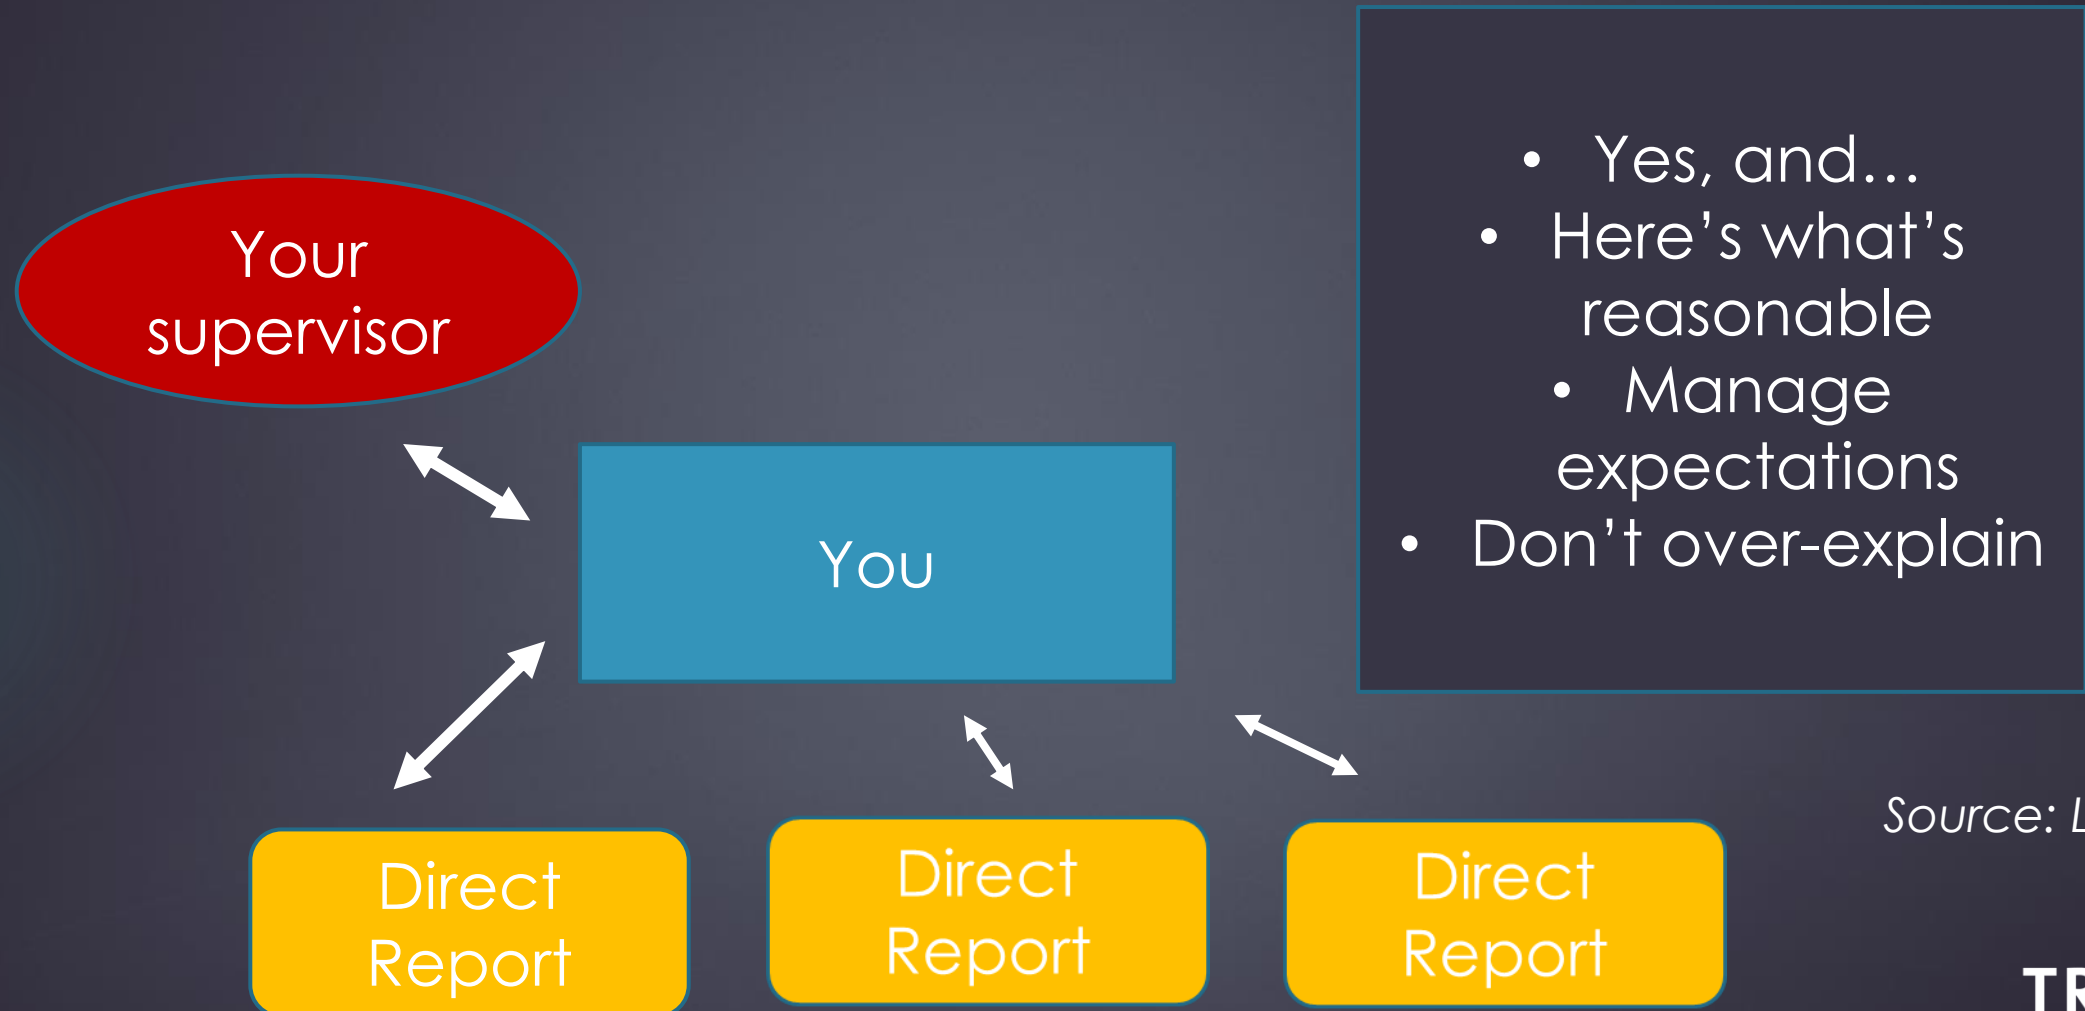 Your
supervisor
You
Direct
Report
Direct
Report
Direct
Report
• Yes, and…
• Here’s what’s
reasonable
• Manage
expectations
• Don’t over-explain
Source: